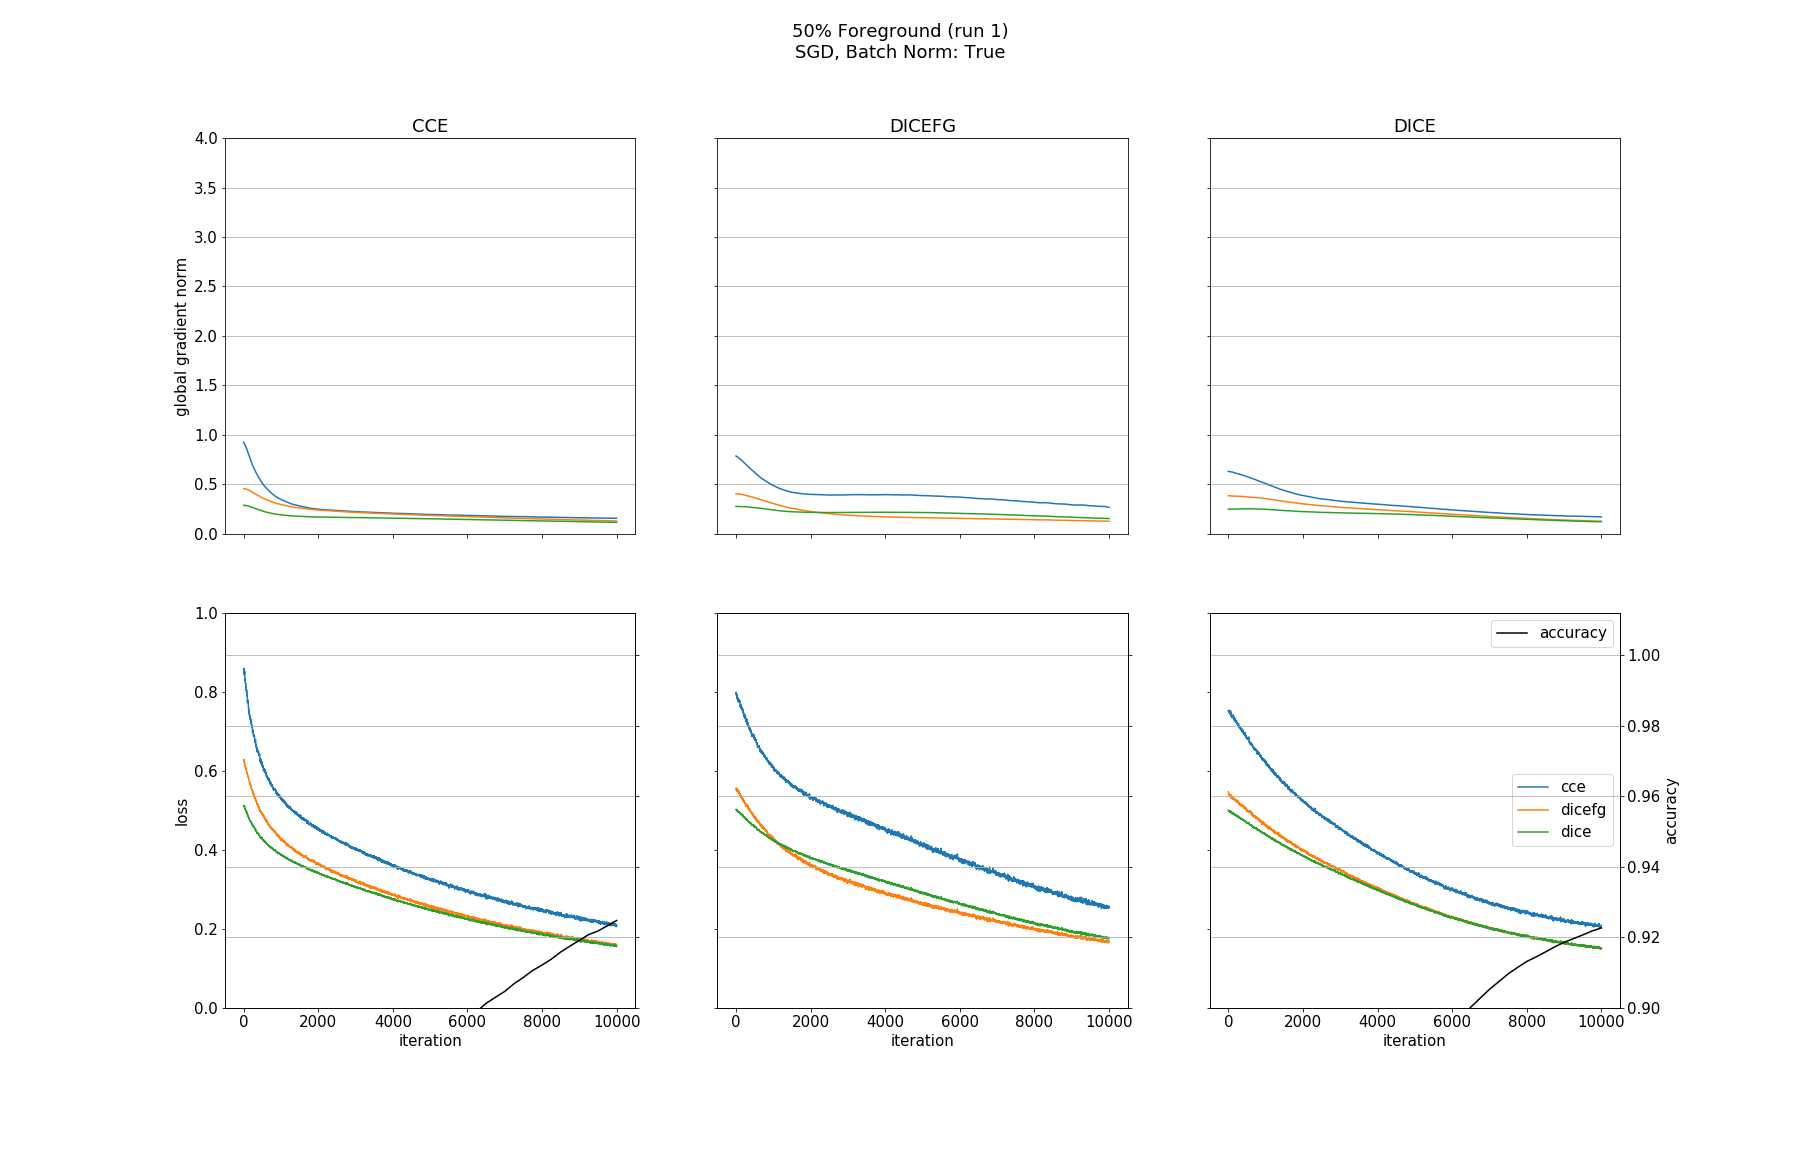 50% Foreground (run 1)
SGD, Batch Norm: True
CCE
DICEFG
DICE
4.0
3.5
3.0
2.5
2.0
1.5
1.0
0.5
0.0
global gradient norm
1.0
0.8
0.6
0.4
0.2
0.0
loss
0 2000 4000 6000 8000 10000
iteration
0 2000 4000 6000 8000 10000
iteration
accuracy
cce
dicefg
dice
1.00
0.98
0.96
0.94
0.92
0.90
accuracy
0 2000 4000 6000 8000 10000
iteration